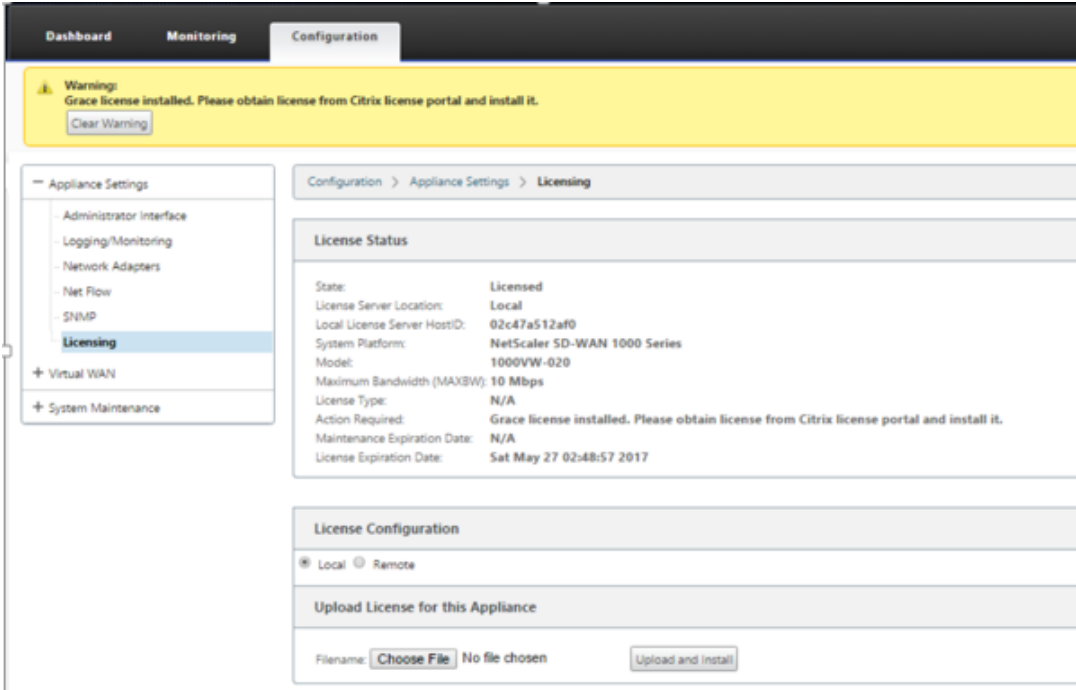 Dashboard Monitoring Configuration
Warning:
Grace license installed. Please obtain license from Citrix license portal and install it.
Clear Warning
Appliance Settings
Administrator Interface
Logging/Monitoring
Network Adapters
Net Flow
SNMP
Licensing
Virtual WAN
System Maintenance
Configuration > Appliance Settings > Licensing
License Status
State: Licensed
License Server Location: Local
Local License Server HostID: 02c47a512af0
System Platform: NetScaler SD-WAN 1000 Series
Model: 1000VW-020
Maximum Bandwidth (MAXBW): 10 Mbps
License Type: N/A
Action Required: Grace license installed. Please obtain license from Citrix license portal and install it.
Maintenance Expiration Date: N/A
License Expiration Date: Sat May 27 02:48:57 2017
License Configuration
Local Remote
Upload License for this Appliance
Filename: Choose File No file chosen Upload and Install